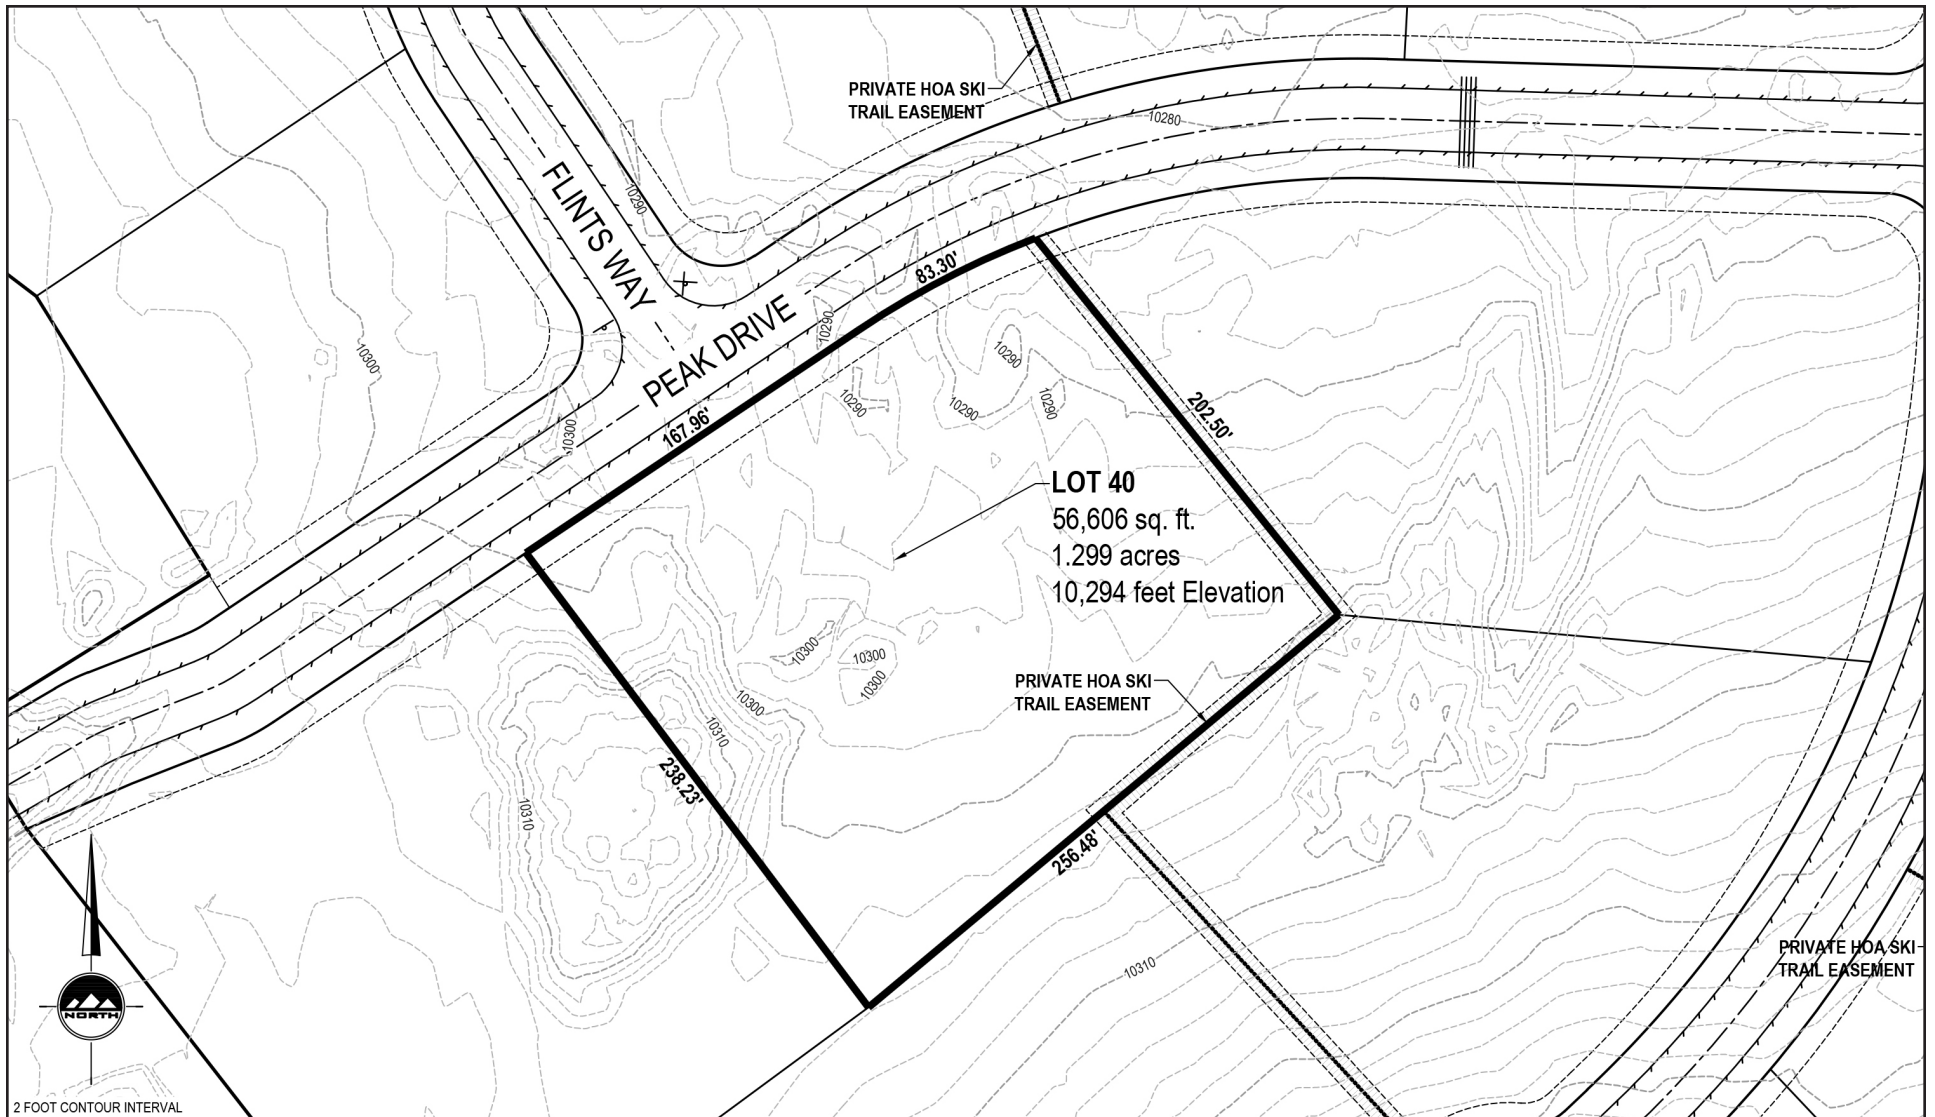 PRIVATE HOA SKI
TRAIL EASEMENT
10280
FLINTS WAY
10290
83.30'
PEAK DRIVE
10290
10300
10290
10290
10290
10290
202.50'
167.96'
10300
LOT 40
56,606 sq. ft.
1.299 acres
10,294 feet Elevation
10300
10300
10300
PRIVATE HOA SKI
TRAIL EASEMENT
10300
10310
238.23'
10310
256.48'
PRIVATE HOA SKI
TRAIL EASEMENT
10310
NORTH
2 FOOT CONTOUR INTERVAL